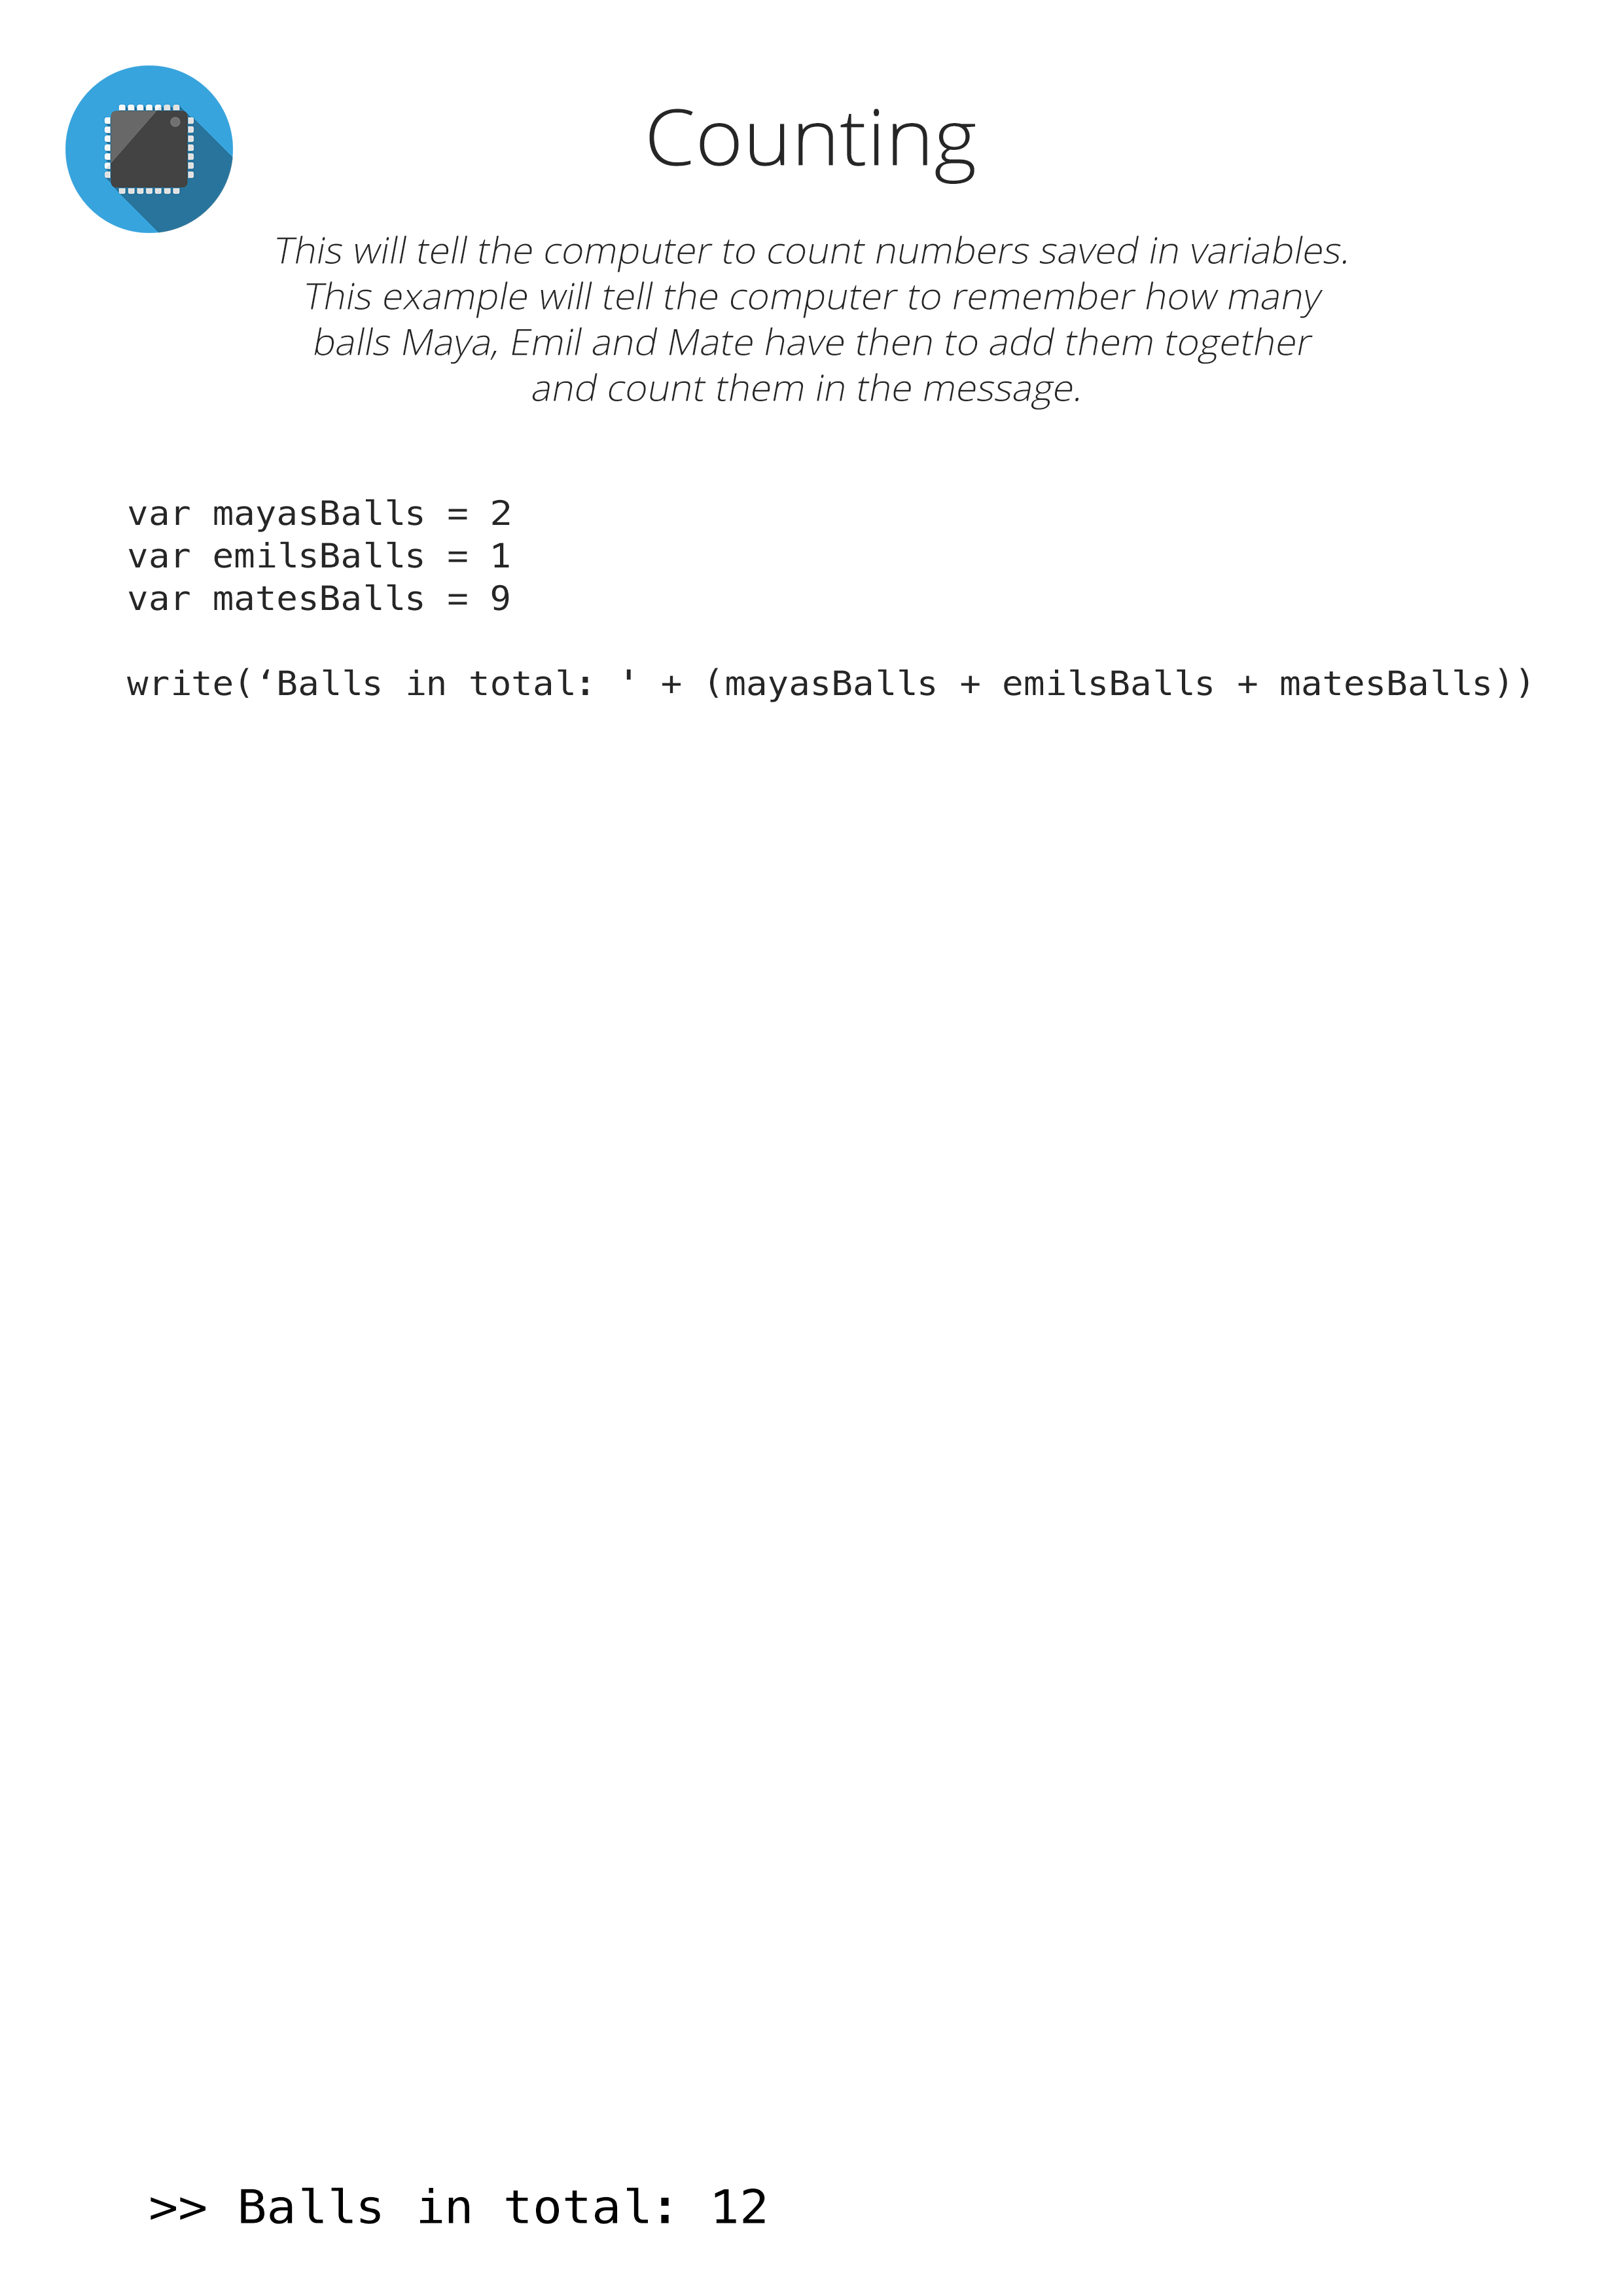 Counting
This will tell the computer to count numbers saved in variables.
This example will tell the computer to remember how many
balls Maya, Emil and Mate have then to add them together
and count them in the message.
var mayasBalls = 2
var emilsBalls = 1
var matesBalls = 9
write(‘Balls in total: ' + (mayasBalls + emilsBalls + matesBalls))
>> Balls in total: 12